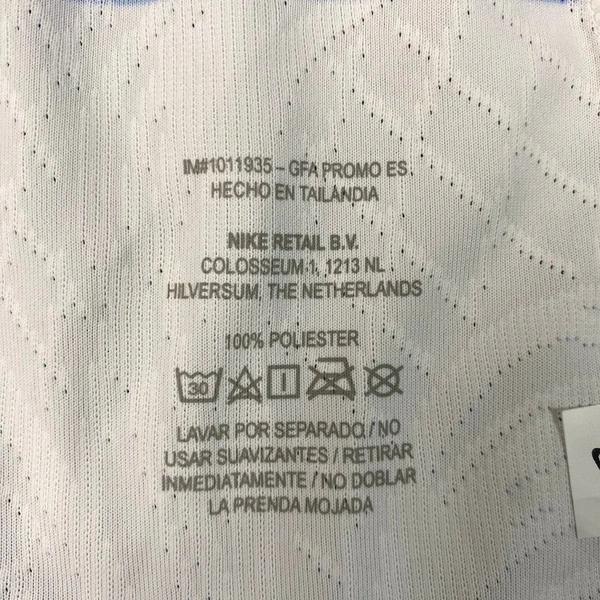 IM#1011935 – GFA PROMO ES.
HECHO EN TAILANDIA
NIKE RETAIL B.V.
COLOSSEUM 1, 1213 NL
HILVERSUM, THE NETHERLANDS
100% POLIESTER
30
LAVAR POR SEPARADO / NO
USAR SUAVIZANTES / RETIRAR
INMEDIATAMENTE / NO DOBLAR
LA PRENDA MOJADA